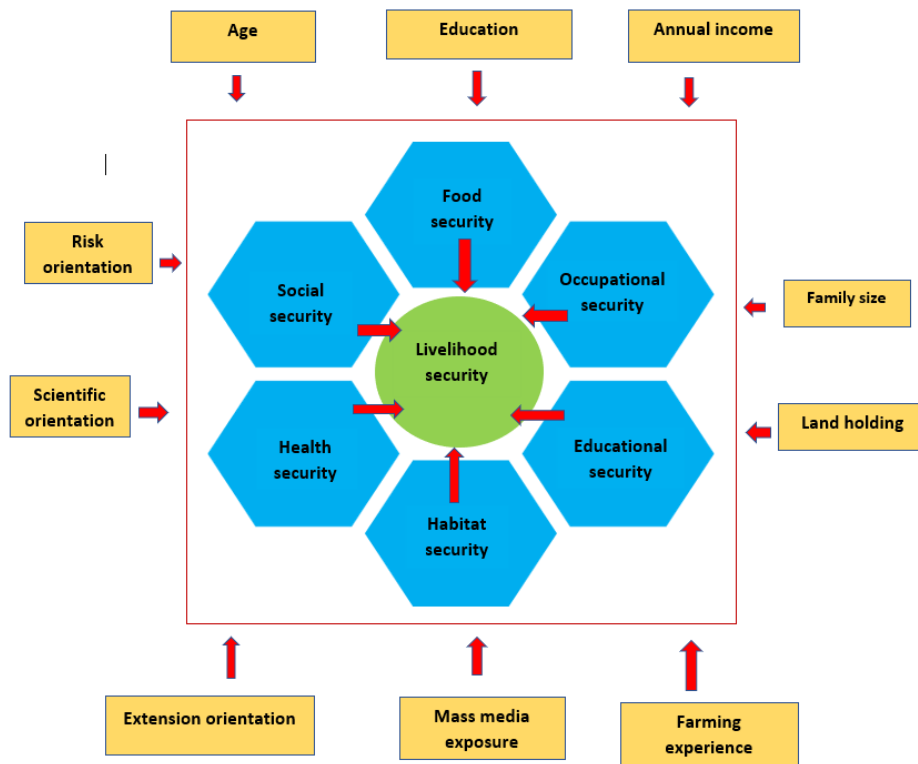 Age
Education
Annual income
Food
security
Risk
orientation
Social
security
Occupational
security
Family size
Livelihood
security
Scientific
orientation
Land holding
Health
security
Educational
security
Habitat
security
Extension orientation
Mass media
exposure
Farming
experience